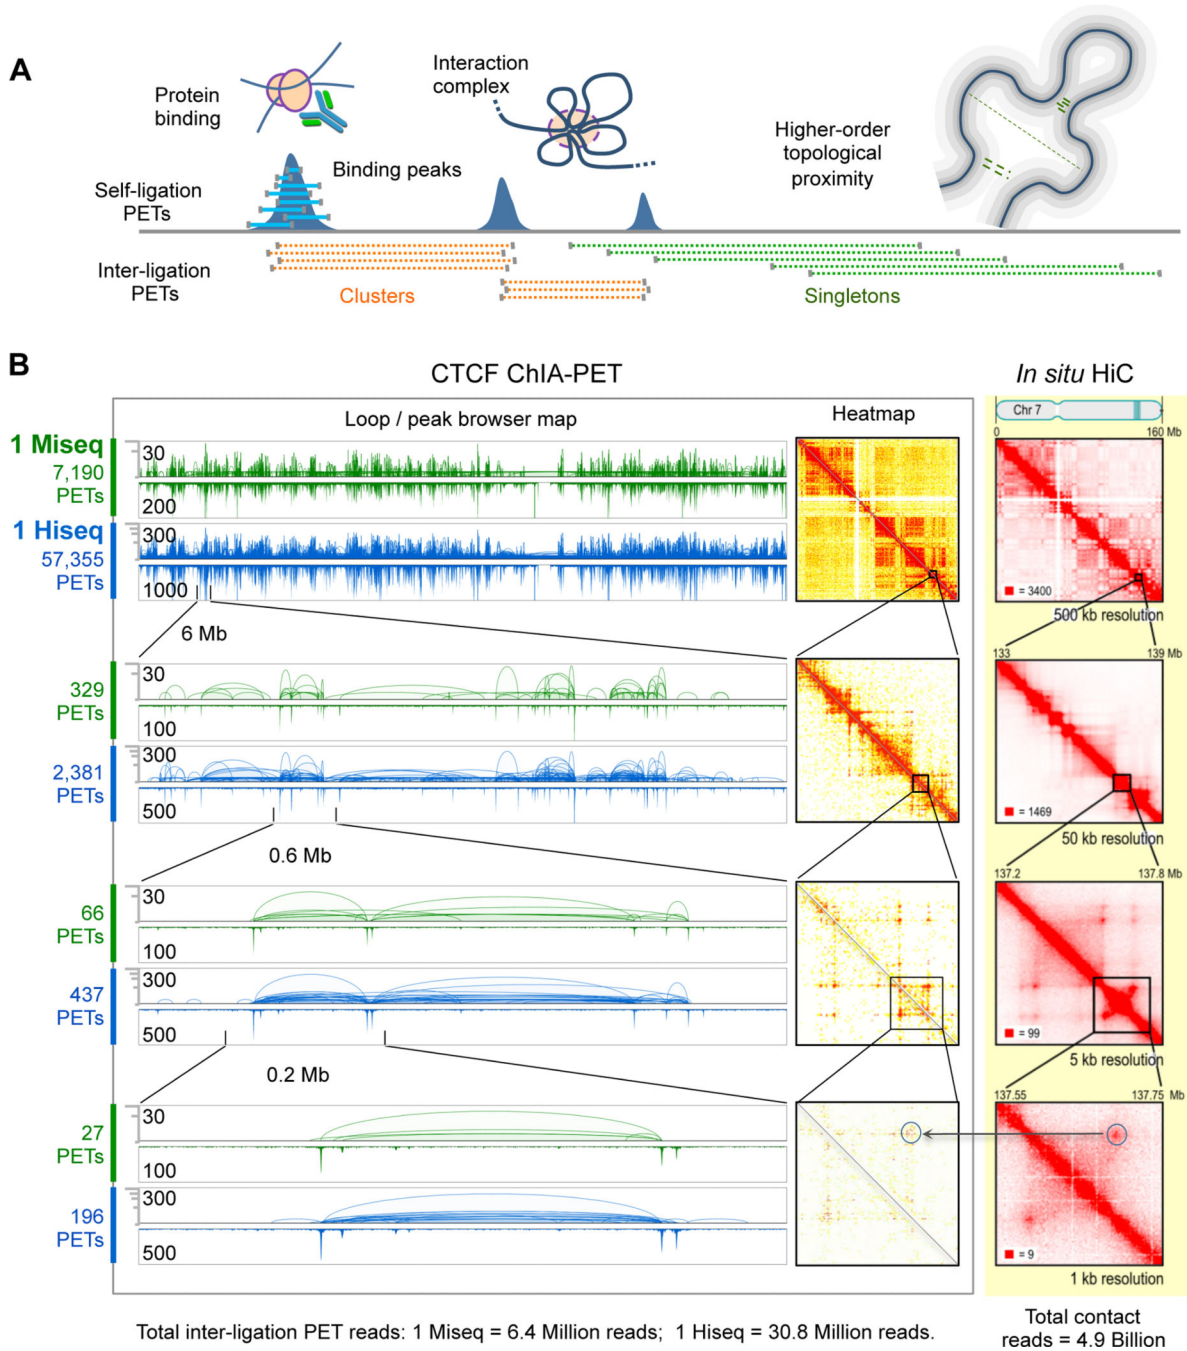 A
Protein
binding
Interaction
complex
Higher-order
topological
proximity
Binding peaks
Self-ligation
PETs
Inter-ligation
PETs
Clusters
Singletons
B
CTCF ChIA-PET
In situ HiC
Loop / peak browser map
Heatmap
Chr 7
0
160 Mb
1 Miseq
7,190
PETs
30
200
1 Hiseq
57,355
PETs
300
1000
= 3400
500 kb resolution
6 Mb
133
139 Mb
329
PETs
30
100
2,381
PETs
300
500
= 1469
50 kb resolution
0.6 Mb
137.2
137.8 Mb
66
PETs
30
100
437
PETs
300
500
= 99
5 kb resolution
0.2 Mb
137.55
137.75 Mb
27
PETs
30
100
196
PETs
300
500
= 9
1 kb resolution
Total inter-ligation PET reads: 1 Miseq = 6.4 Million reads; 1 Hiseq = 30.8 Million reads.
Total contact
reads = 4.9 Billion